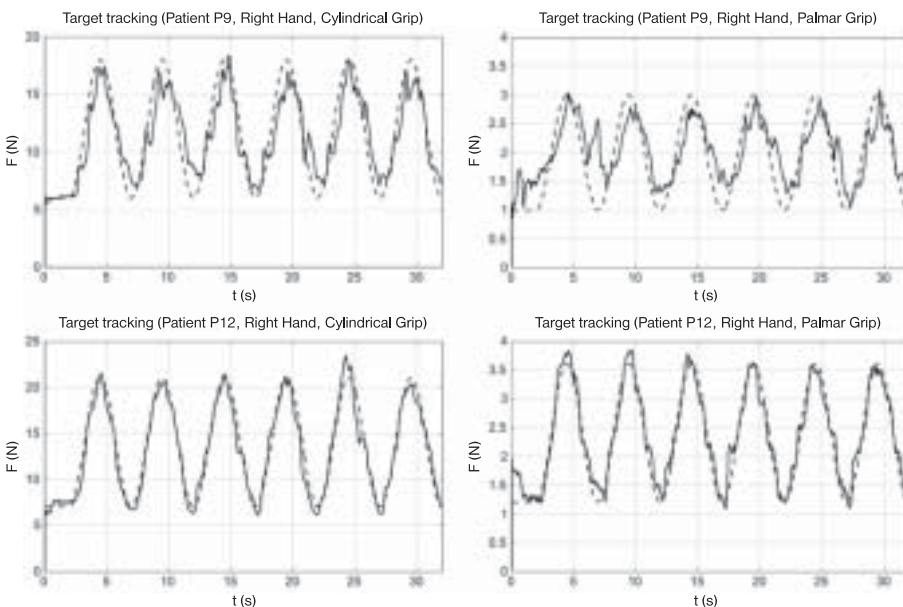 Target tracking (Patient P9, Right Hand, Cylindrical Grip)
20
15
10
5
0
F (N)
0 5 10 15 20 25 30
t (s)
Target tracking (Patient P9, Right Hand, Palmar Grip)
4
3.5
3
2.5
2
1.5
1
0.5
0
F (N)
0 5 10 15 20 25 30
t (s)
Target tracking (Patient P12, Right Hand, Cylindrical Grip)
25
20
15
10
5
0
F (N)
0 5 10 15 20 25 30
t (s)
Target tracking (Patient P12, Right Hand, Palmar Grip)
4
3.5
3
2.5
2
1.5
1
0.5
0
F (N)
0 5 10 15 20 25 30
t (s)